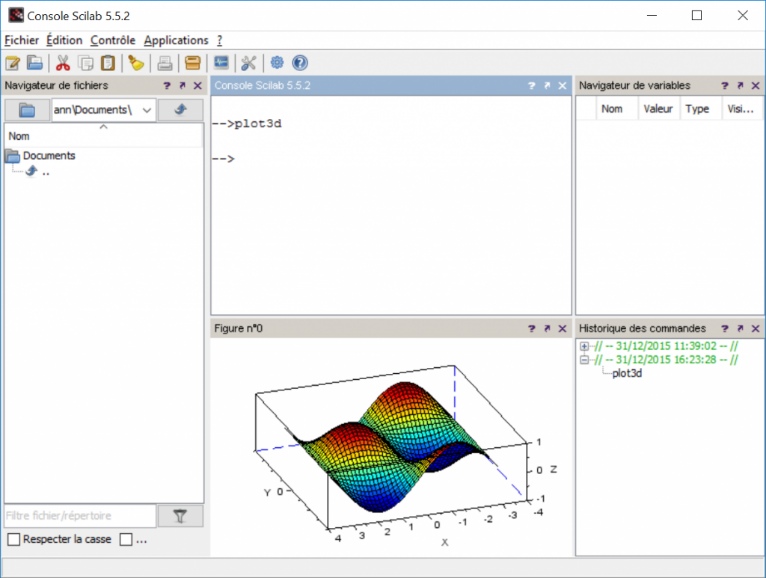 Console Scilab 5.5.2
Fichier Édition Contrôle Applications ?
Navigateur de fichiers ?
ann\Documents\
Nom
Documents
..
Filtre fichier/répertoire
Respecter la casse ...
Console Scilab 5.5.2 ?
-->plot3d
-->
Figure n°0 ?
Y 0
4 3 2 1 0 -1 -2 -3 -4
X
1
0 Z
-1
Navigateur de variables ?
Nom Valeur Type Visi...
Historique des commandes ?
// -- 31/12/2015 11:39:02 -- //
// -- 31/12/2015 16:23:28 -- //
plot3d